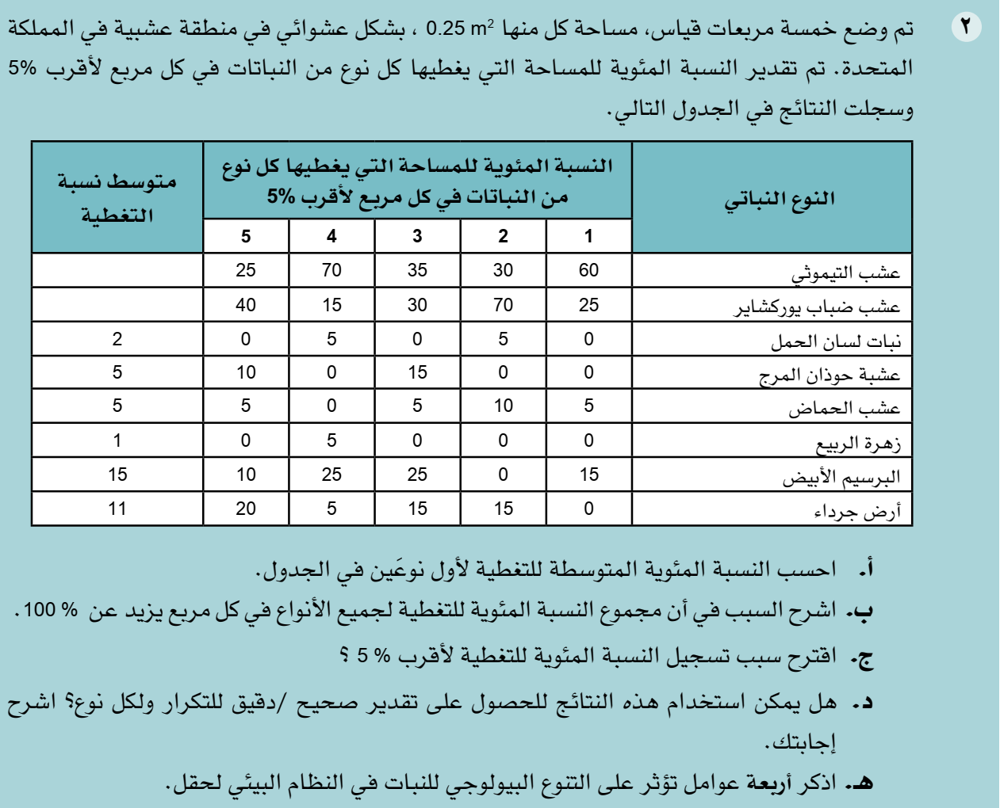 ٢ تم وضع خمسة مربعات قياس، مساحة كل منها 0.25 m² ، بشكل عشوائي في منطقة عشبية في المملكة
المتحدة. تم تقدير النسبة المئوية للمساحة التي يغطيها كل نوع من النباتات في كل مربع لأقرب 5%
وسجلت النتائج في الجدول التالي.
النوع النباتي
النسبة المئوية للمساحة التي يغطيها كل نوع
من النباتات في كل مربع لأقرب 5%
متوسط نسبة
التغطية
1 2 3 4 5
عشب التيموثي 60 30 35 70 25
عشب ضباب يوركشاير 25 70 30 15 40
نبات لسان الحمل 0 5 0 5 0 2
عشبة حوذان المرج 0 0 15 0 10 5
عشب الحماض 5 10 5 0 5 5
زهرة الربيع 0 0 0 5 0 1
البرسيم الأبيض 15 0 25 25 10 15
أرض جرداء 0 15 15 5 20 11
أ. احسب النسبة المئوية المتوسطة للتغطية لأول نوعَين في الجدول.
ب. اشرح السبب في أن مجموع النسبة المئوية للتغطية لجميع الأنواع في كل مربع يزيد عن % 100.
ج. اقترح سبب تسجيل النسبة المئوية للتغطية لأقرب % 5 ؟
د. هل يمكن استخدام هذه النتائج للحصول على تقدير صحيح /دقيق للتكرار ولكل نوع؟ اشرح
إجابتك.
هـ. اذكر أربعة عوامل تؤثر على التنوع البيولوجي للنبات في النظام البيئي لحقل.